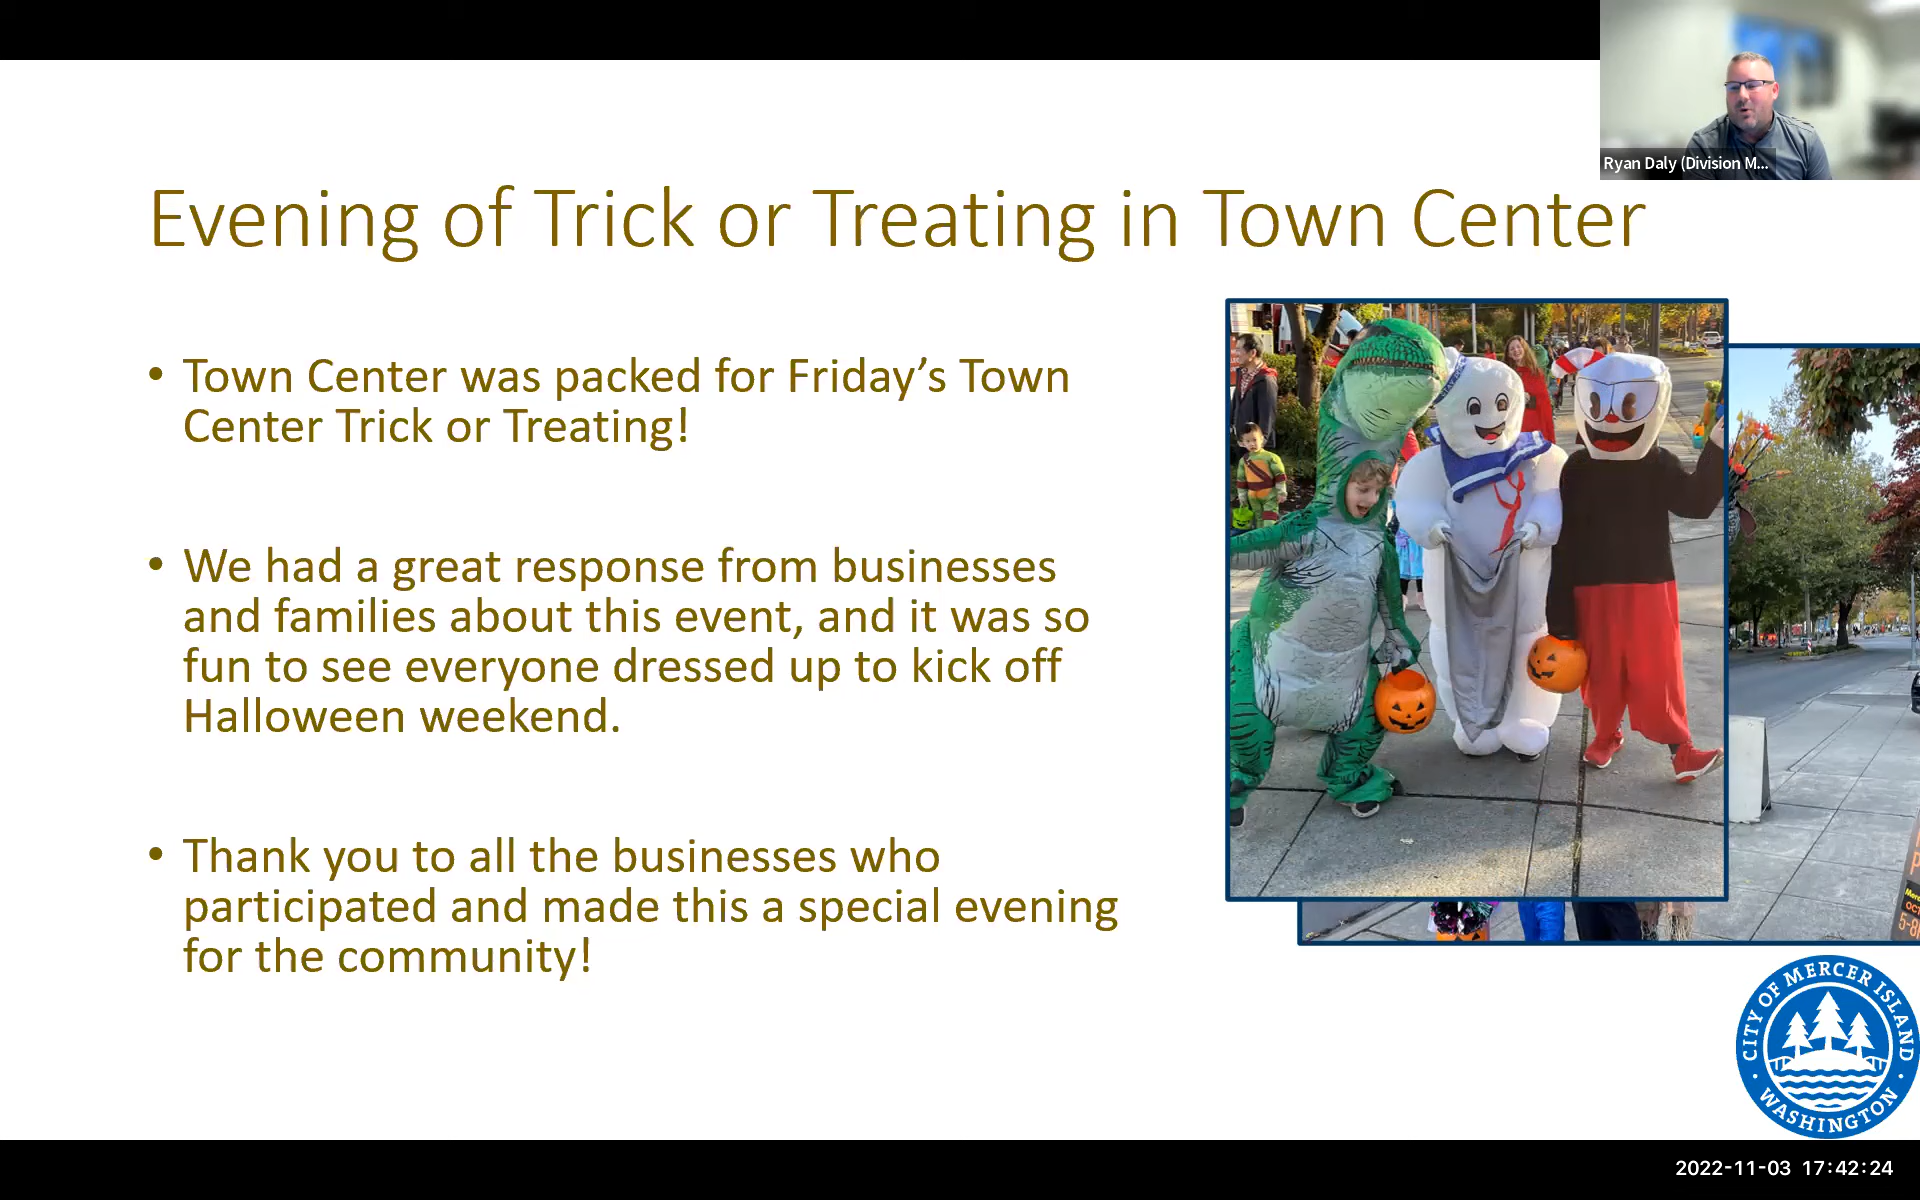 Ryan Daly (Division M...
Evening of Trick or Treating in Town Center
• Town Center was packed for Friday’s Town
Center Trick or Treating!
• We had a great response from businesses
and families about this event, and it was so
fun to see everyone dressed up to kick off
Halloween weekend.
• Thank you to all the businesses who
participated and made this a special evening
for the community!
CITY OF MERCER ISLAND
WASHINGTON
2022-11-03 17:42:24